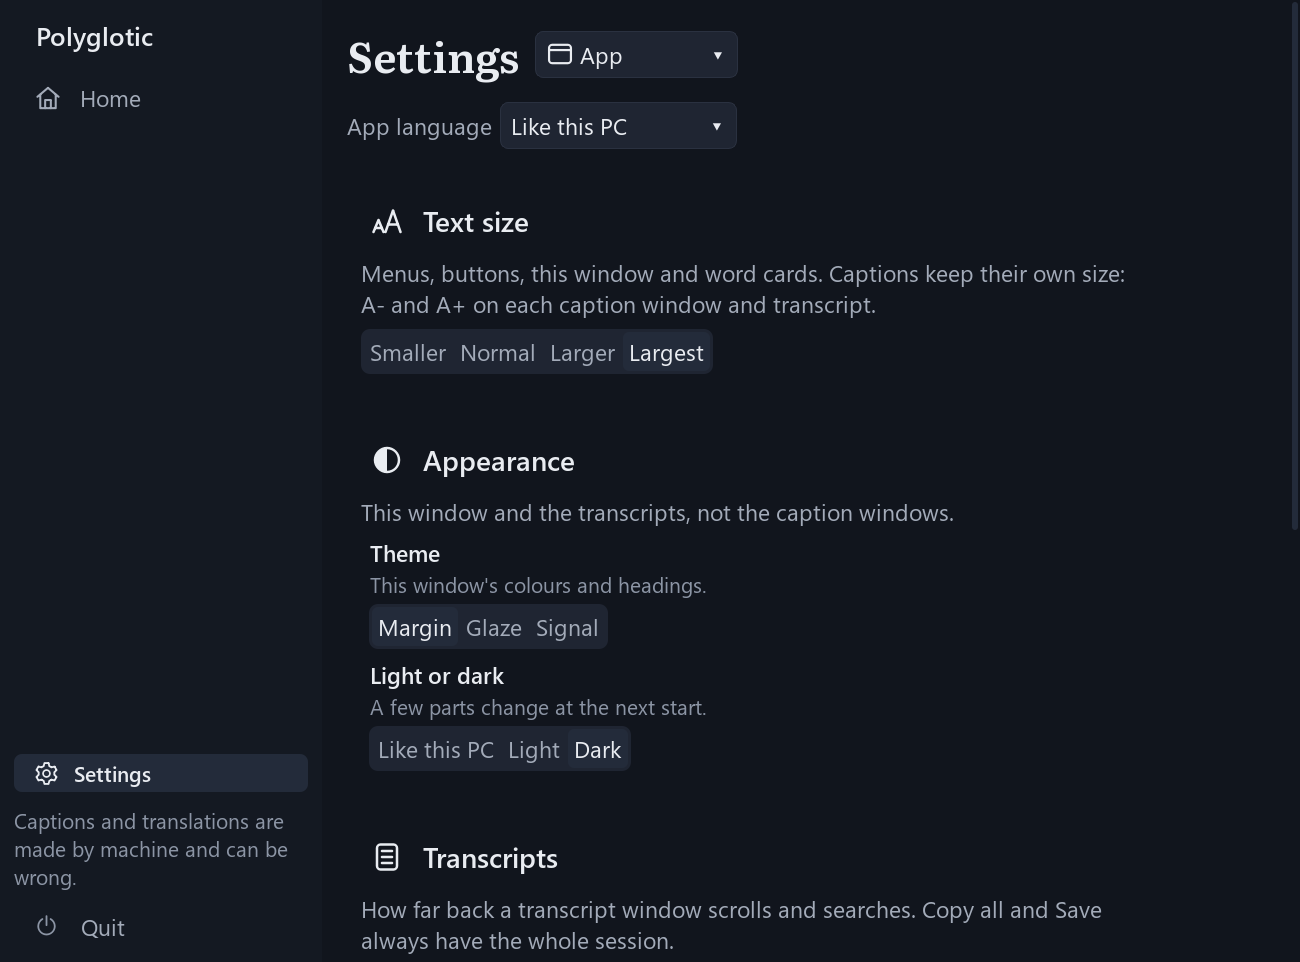 Polyglotic
Home
Settings
App
App language
Like this PC
Text size
Menus, buttons, this window and word cards. Captions keep their own size:
A- and A+ on each caption window and transcript.
Smaller Normal Larger Largest
Appearance
This window and the transcripts, not the caption windows.
Theme
This window's colours and headings.
Margin Glaze Signal
Light or dark
A few parts change at the next start.
Like this PC Light Dark
Transcripts
How far back a transcript window scrolls and searches. Copy all and Save
always have the whole session.
Settings
Captions and translations are
made by machine and can be
wrong.
Quit